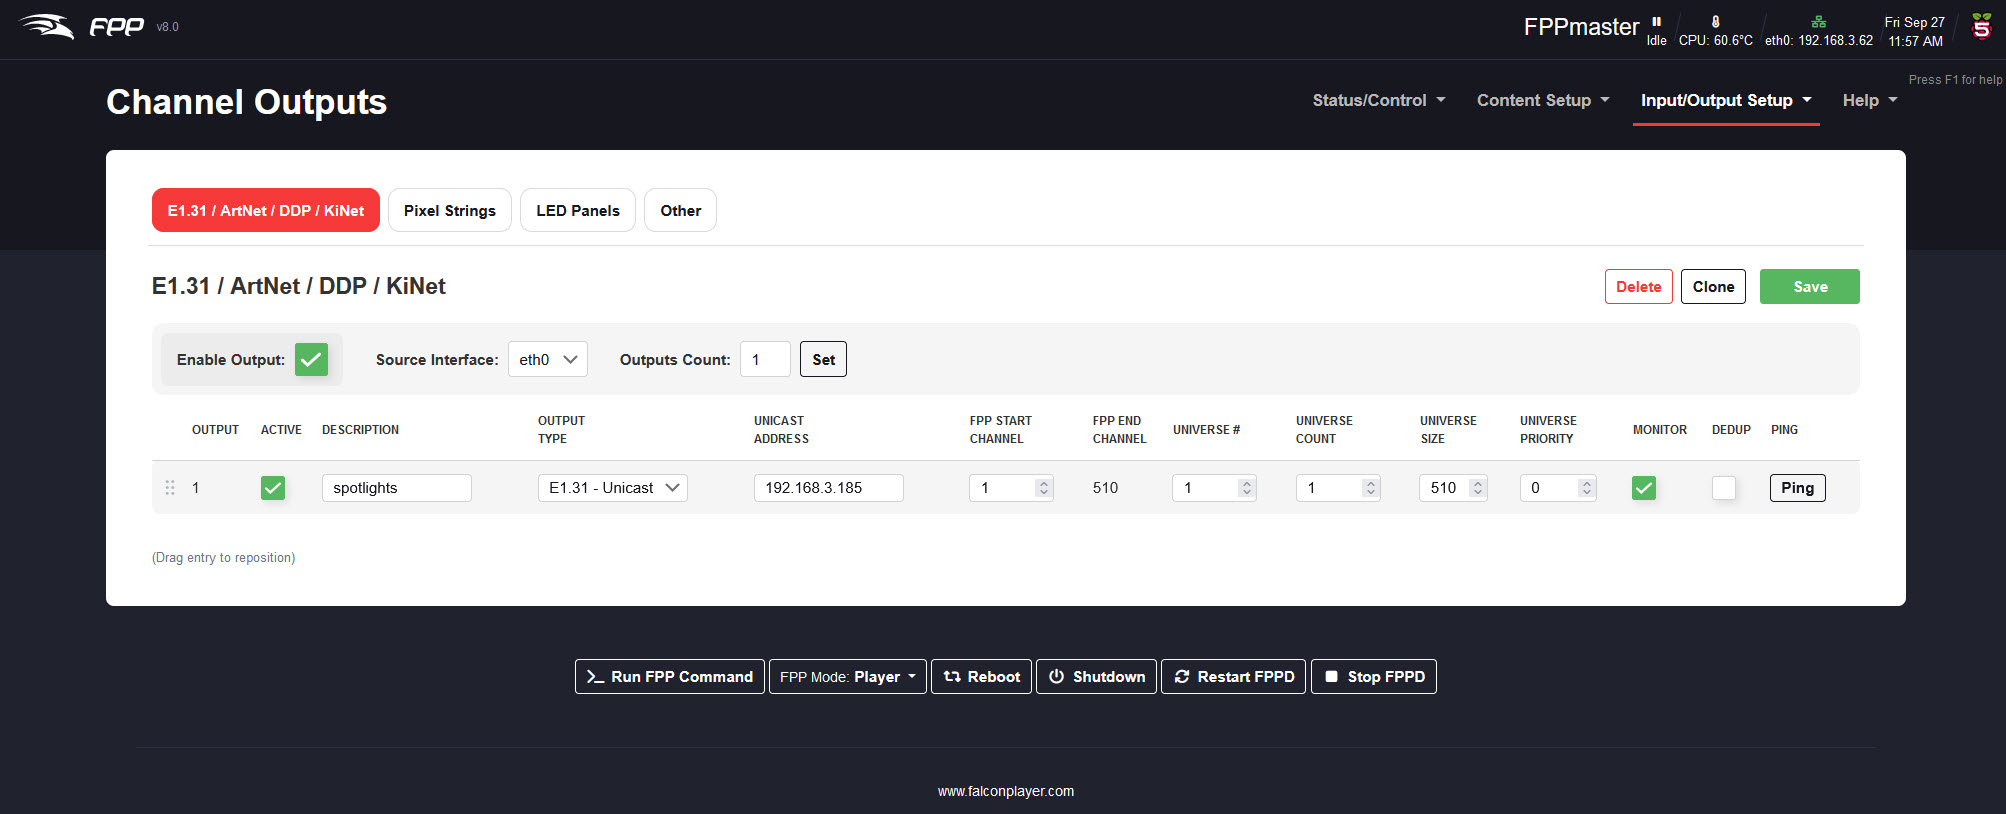 FPP v8.0
FPPmaster
Idle
CPU: 60.6°C
eth0: 192.168.3.62
Fri Sep 27
11:57 AM
5
Press F1 for help
Channel Outputs
Status/Control
Content Setup
Input/Output Setup
Help
E1.31 / ArtNet / DDP / KiNet
Pixel Strings
LED Panels
Other
E1.31 / ArtNet / DDP / KiNet
Delete
Clone
Save
Enable Output:
Source Interface: eth0
Outputs Count: 1
Set
OUTPUT
ACTIVE
DESCRIPTION
OUTPUT
TYPE
UNICAST
ADDRESS
FPP START
CHANNEL
FPP END
CHANNEL
UNIVERSE #
UNIVERSE
COUNT
UNIVERSE
SIZE
UNIVERSE
PRIORITY
MONITOR
DEDUP
PING
1 spotlights E1.31 - Unicast 192.168.3.185 1 510 1 1 510 0 Ping
(Drag entry to reposition)
Run FPP Command
FPP Mode: Player
Reboot
Shutdown
Restart FPPD
Stop FPPD
www.falconplayer.com